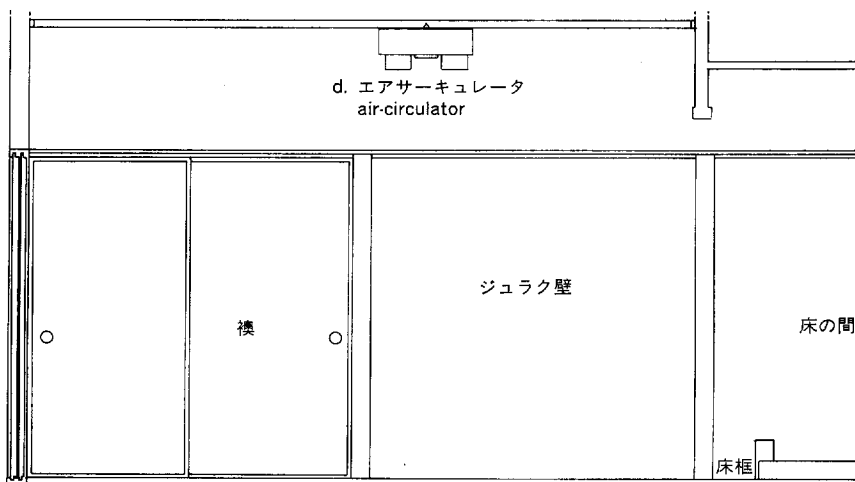 d. エアサーキュレータ
air-circulator
ジュラク壁
襖
床の間
床框